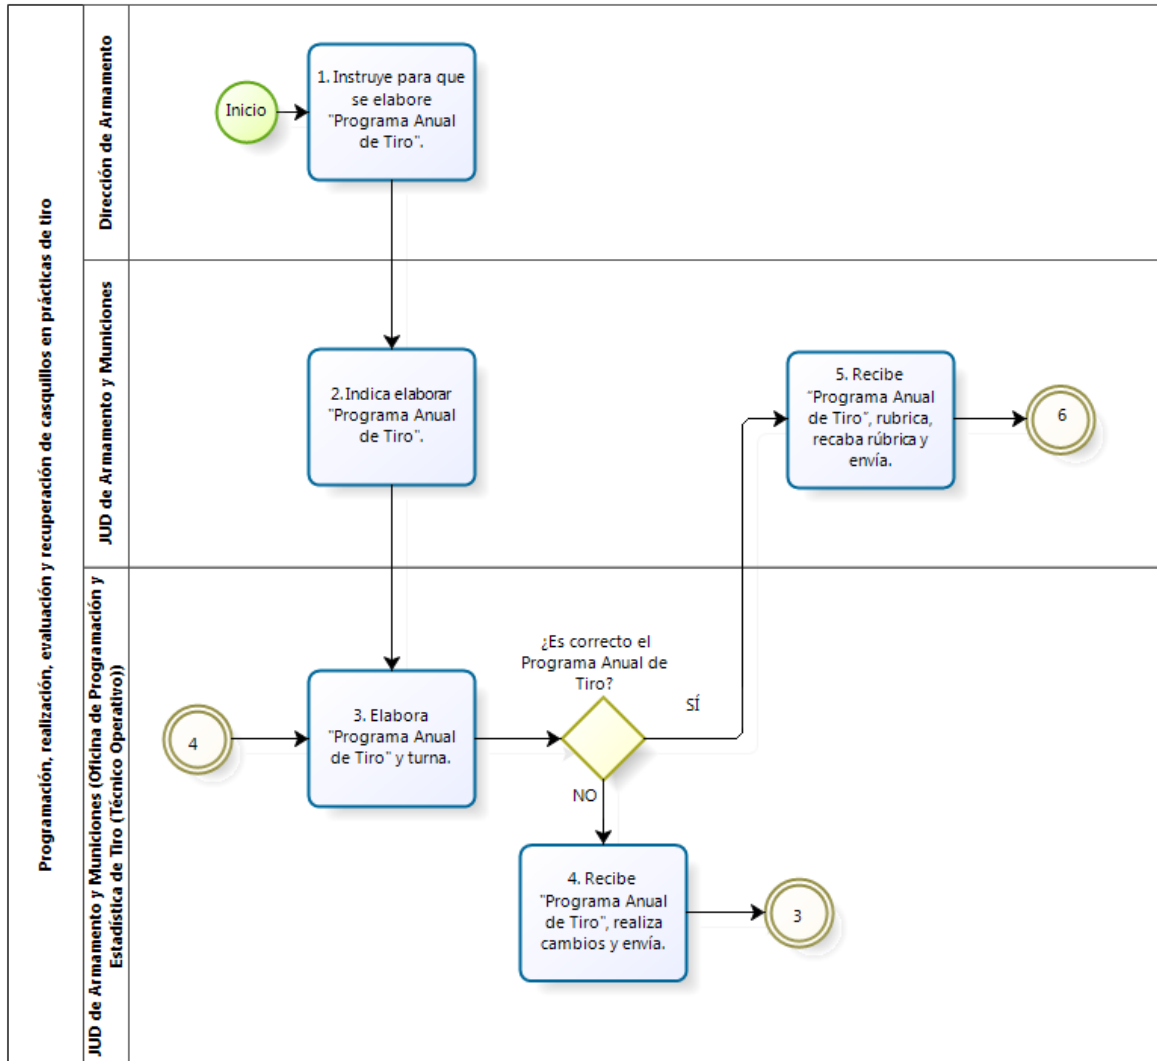 Programación, realización, evaluación y recuperación de casquillos en prácticas de tiro
Dirección de Armamento
Inicio
1. Instruye para que
se elabore
"Programa Anual
de Tiro".
JUD de Armamento y Municiones
2. Indica elaborar
"Programa Anual
de Tiro".
5. Recibe
"Programa Anual
de Tiro", rubrica,
recaba rúbrica y
envía.
6
JUD de Armamento y Municiones (Oficina de Programación y
Estadística de Tiro (Técnico Operativo))
4
3. Elabora
"Programa Anual
de Tiro" y turna.
¿Es correcto el
Programa Anual de
Tiro?
SÍ
NO
4. Recibe
"Programa Anual
de Tiro", realiza
cambios y envía.
3